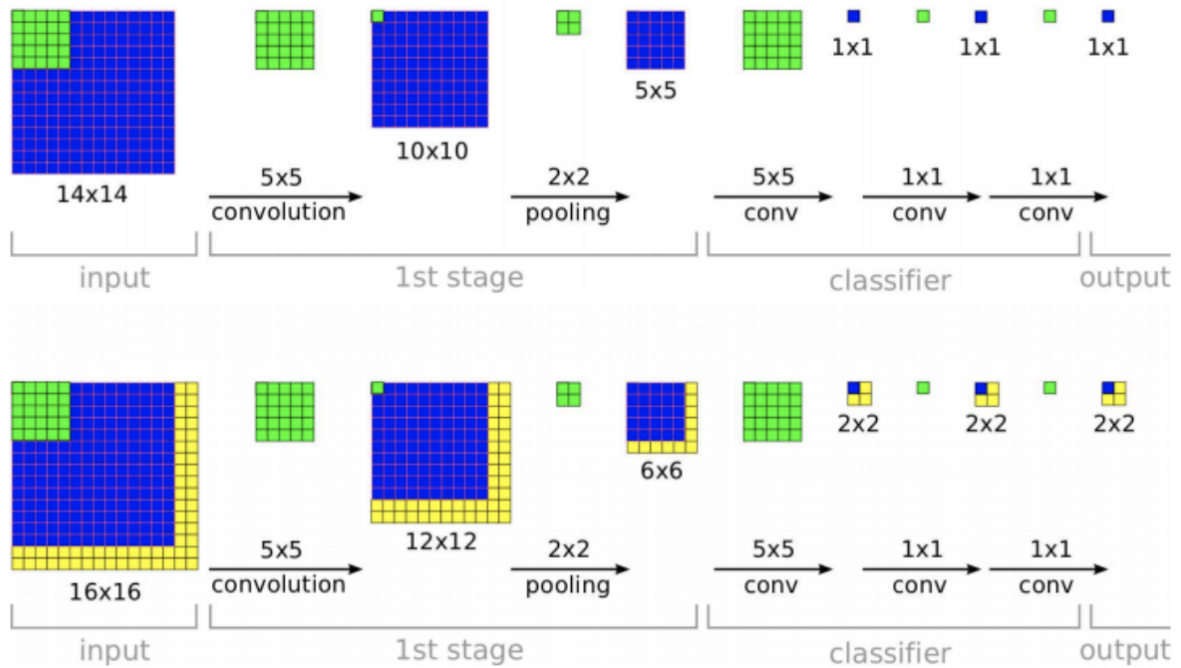 1x1
1x1
1x1
5x5
10x10
14x14
5x5
2x2
5x5
1x1
1x1
convolution
pooling
conv
conv
conv
input
1st stage
classifier
output
2x2
2x2
2x2
6x6
12x12
16x16
5x5
2x2
5x5
1x1
1x1
convolution
pooling
conv
conv
conv
input
1st stage
classifier
output